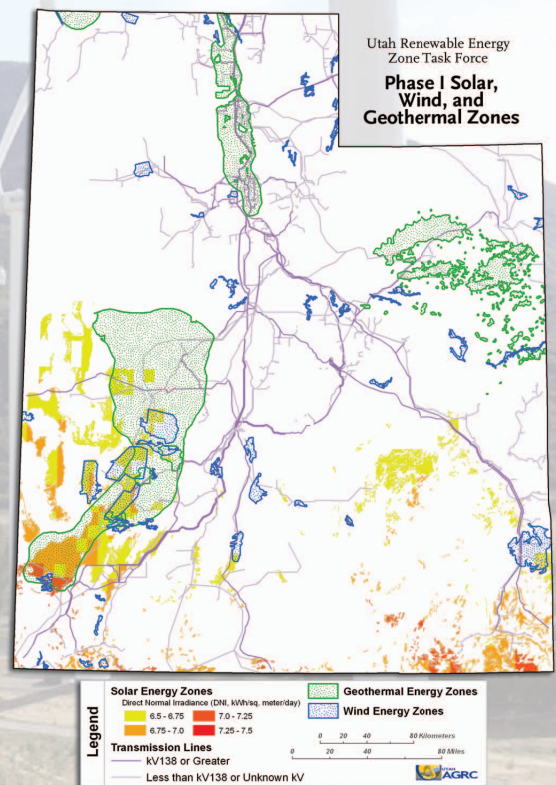 Utah Renewable Energy
Zone Task Force
Phase I Solar,
Wind, and
Geothermal Zones
Legend
Solar Energy Zones
Direct Normal Irradiance (DNI, kWh/sq. meter/day)
6.5 - 6.75
7.0 - 7.25
6.75 - 7.0
7.25 - 7.5
Transmission Lines
kV138 or Greater
Less than kV138 or Unknown kV
Geothermal Energy Zones
Wind Energy Zones
0 20 40 80 Kilometers
0 20 40 80 Miles
UTAH
AGRC